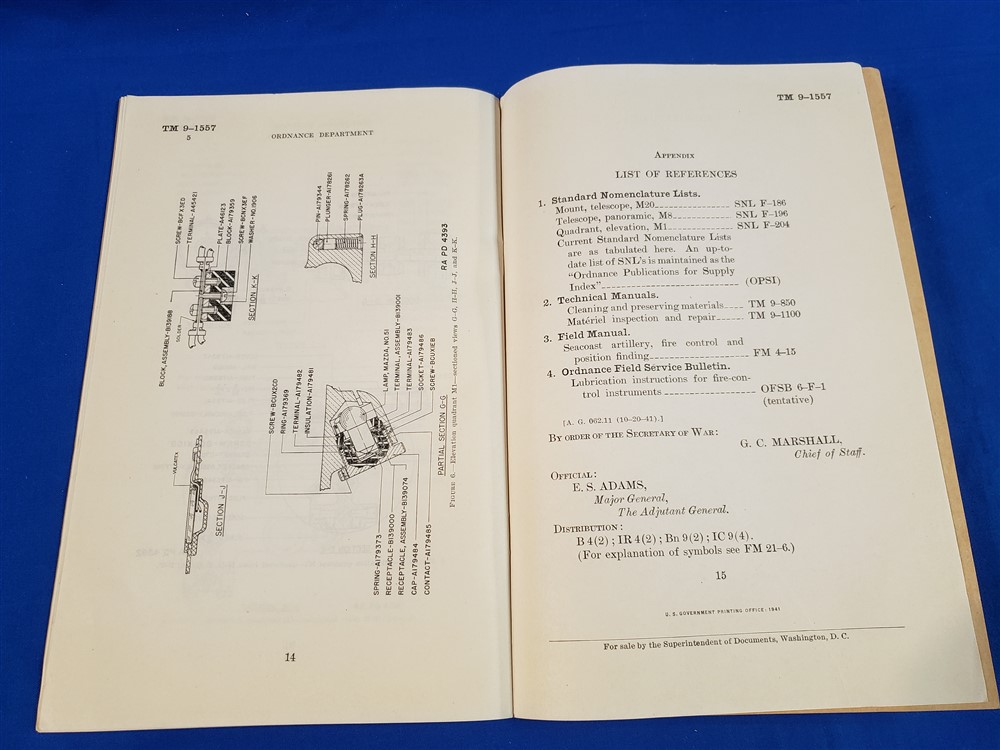 TM 9–1557
5
ORDNANCE DEPARTMENT
BLOCK, ASSEMBLY-B139188
SOLDER
SCREW-BCFX3ED
TERMINAL-A45421
PLATE-A46123
BLOCK-A179359
SCREW-BCNX3EF
WASHER-NO.1906
SECTION K-K
PIN-A179344
PLUNGER-A178261
SPRING-A178262
PLUG-A178263A
SECTION H-H
RA PD 4393
VULCATEX
SECTION J-J
SCREW-BCUX2CD
RING-A179369
TERMINAL-A179482
INSULATION-A179481
LAMP, MAZDA, NO.51
TERMINAL, ASSEMBLY-B139001
TERMINAL-A179483
SOCKET-A179486
SCREW-BCUX1EB
SPRING-A179373
RECEPTACLE-B139000
RECEPTACLE, ASSEMBLY-B139074
CAP-A179484
CONTACT-A179485
PARTIAL SECTION G-G
FIGURE 6.—Elevation quadrant M1—sectioned views G-G, H-H, J-J, and K-K.
14
TM 9–1557
APPENDIX
LIST OF REFERENCES
1. Standard Nomenclature Lists.
Mount, telescope, M20 SNL F-186
Telescope, panoramic, M8 SNL F-196
Quadrant, elevation, M1 SNL F-204
Current Standard Nomenclature Lists
are as tabulated here. An up-to-
date list of SNL's is maintained as the
"Ordnance Publications for Supply
Index" (OPSI)
2. Technical Manuals.
Cleaning and preserving materials TM 9-850
Matériel inspection and repair TM 9-1100
3. Field Manual.
Seacoast artillery, fire control and
position finding FM 4-15
4. Ordnance Field Service Bulletin.
Lubrication instructions for fire-con-
trol instruments OFSB 6-F-1
(tentative)
[A. G. 062.11 (10-20-41).]
BY ORDER OF THE SECRETARY OF WAR:
G. C. MARSHALL,
Chief of Staff.
OFFICIAL:
E. S. ADAMS,
Major General,
The Adjutant General.
DISTRIBUTION:
B 4(2); IR 4(2); Bn 9(2); IC 9(4).
(For explanation of symbols see FM 21-6.)
15
U. S. GOVERNMENT PRINTING OFFICE: 1941
For sale by the Superintendent of Documents, Washington, D. C.